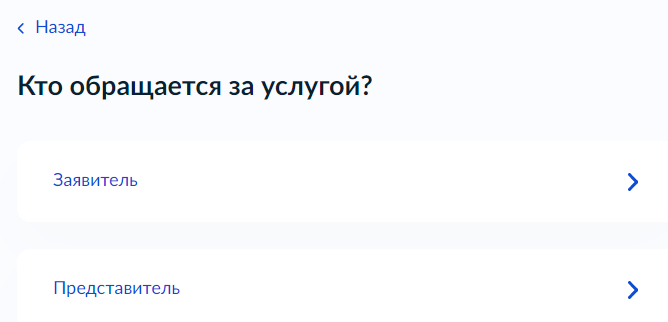 Назад
Кто обращается за услугой?
Заявитель
Представитель